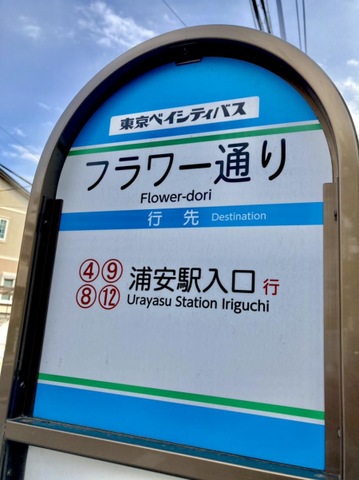 東京ベイシティバス
フラワー通り
Flower-dori
行先 Destination
④⑨
⑧⑫
浦安駅入口行
Urayasu Station Iriguchi